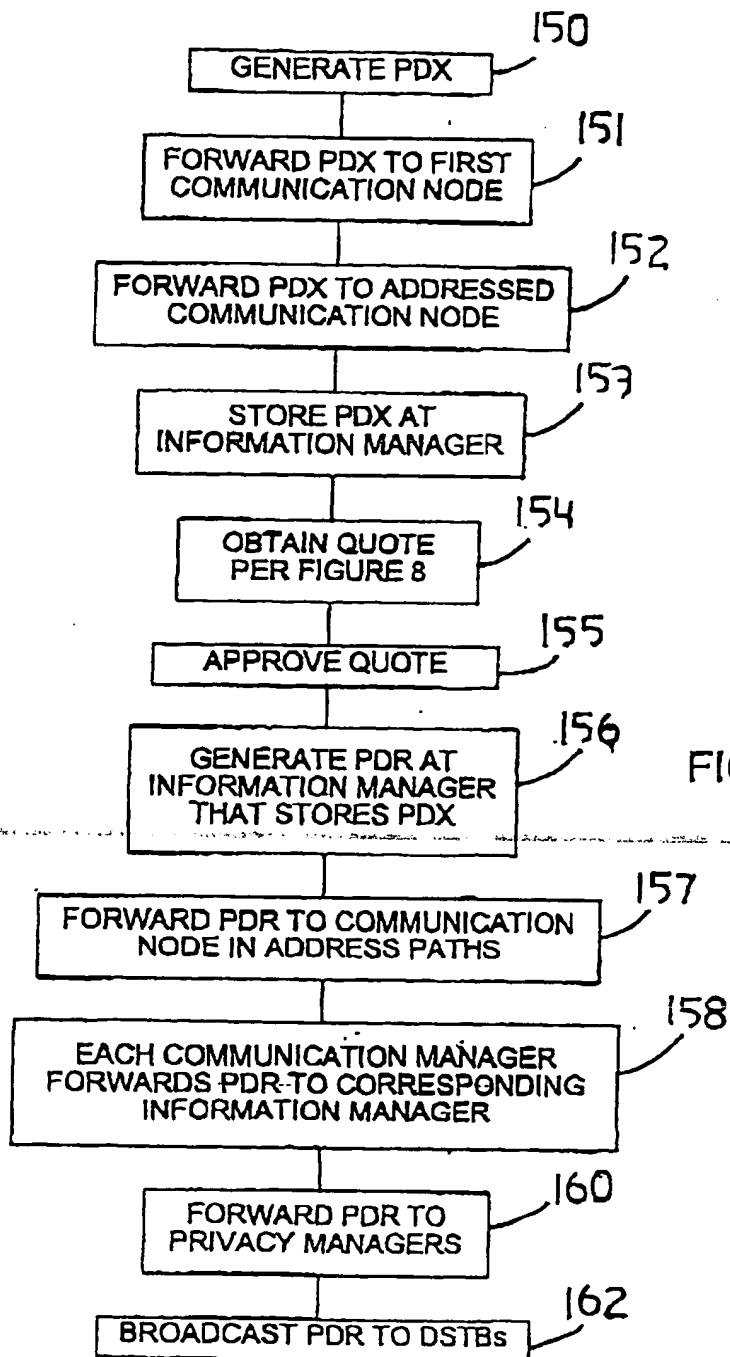 150
GENERATE PDX
151
FORWARD PDX TO FIRST
COMMUNICATION NODE
152
FORWARD PDX TO ADDRESSED
COMMUNICATION NODE
153
STORE PDX AT
INFORMATION MANAGER
154
OBTAIN QUOTE
PER FIGURE 8
155
APPROVE QUOTE
156
GENERATE PDR AT
INFORMATION MANAGER
THAT STORES PDX
FIG
157
FORWARD PDR TO COMMUNICATION
NODE IN ADDRESS PATHS
158
EACH COMMUNICATION MANAGER
FORWARDS PDR TO CORRESPONDING
INFORMATION MANAGER
160
FORWARD PDR TO
PRIVACY MANAGERS
162
BROADCAST PDR TO DSTBs